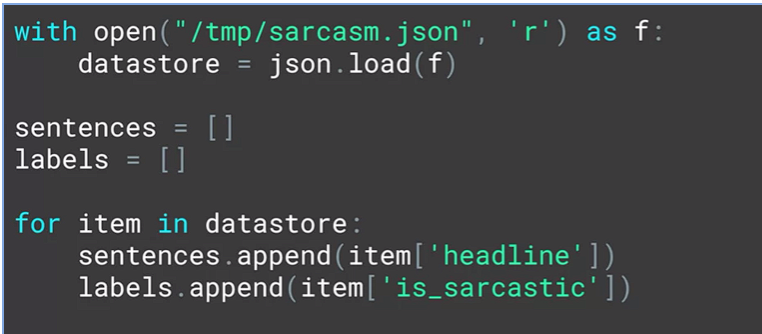 with open("/tmp/sarcasm.json", 'r') as f:
    datastore = json.load(f)

sentences = []
labels = []

for item in datastore:
    sentences.append(item['headline'])
    labels.append(item['is_sarcastic'])